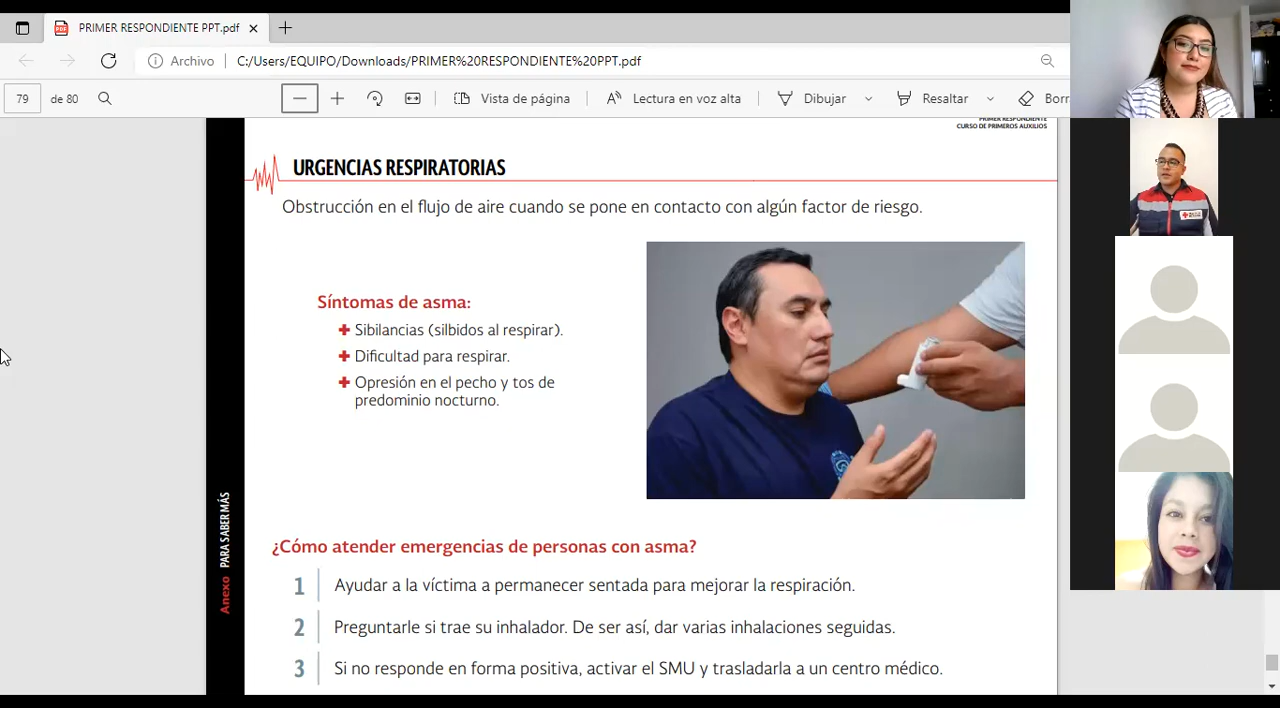 PRIMER RESPONDIENTE PPT.pdf
Archivo
C:/Users/EQUIPO/Downloads/PRIMER%20RESPONDIENTE%20PPT.pdf
79
de 80
Vista de página
Lectura en voz alta
Dibujar
Resaltar
Borr
PRIMER RESPONDIENTE
CURSO DE PRIMEROS AUXILIOS
URGENCIAS RESPIRATORIAS
Obstrucción en el flujo de aire cuando se pone en contacto con algún factor de riesgo.
Síntomas de asma:
Sibilancias (silbidos al respirar).
Dificultad para respirar.
Opresión en el pecho y tos de
predominio nocturno.
Anexo PARA SABER MÁS
¿Cómo atender emergencias de personas con asma?
1 Ayudar a la víctima a permanecer sentada para mejorar la respiración.
2 Preguntarle si trae su inhalador. De ser así, dar varias inhalaciones seguidas.
3 Si no responde en forma positiva, activar el SMU y trasladarla a un centro médico.